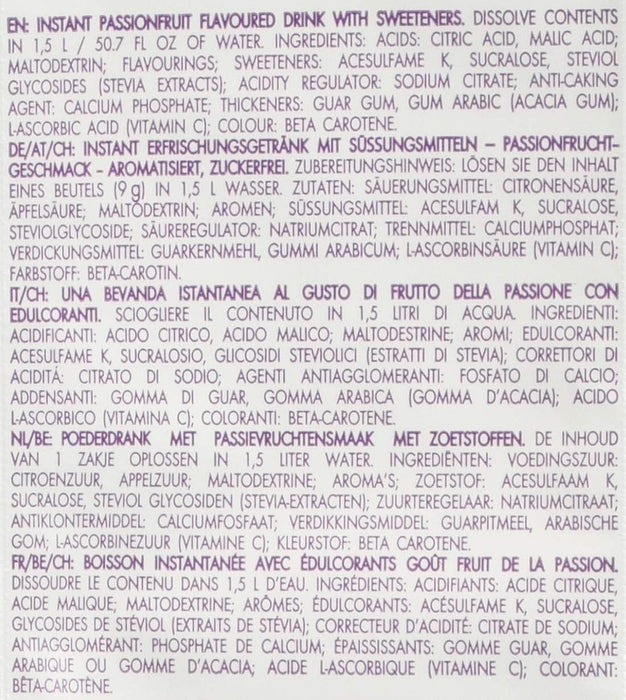 EN: INSTANT PASSIONFRUIT FLAVOURED DRINK WITH SWEETENERS. DISSOLVE CONTENTS
IN 1,5 L / 50.7 FL OZ OF WATER. INGREDIENTS: ACIDS: CITRIC ACID, MALIC ACID;
MALTODEXTRIN; FLAVOURINGS; SWEETENERS: ACESULFAME K, SUCRALOSE, STEVIOL
GLYCOSIDES (STEVIA EXTRACTS); ACIDITY REGULATOR: SODIUM CITRATE; ANTI-CAKING
AGENT: CALCIUM PHOSPHATE; THICKENERS: GUAR GUM, GUM ARABIC (ACACIA GUM);
L-ASCORBIC ACID (VITAMIN C); COLOUR: BETA CAROTENE.
DE/AT/CH: INSTANT ERFRISCHUNGSGETRÄNK MIT SÜSSUNGSMITTELN – PASSIONFRUCHT-
GESCHMACK - AROMATISIERT, ZUCKERFREI. ZUBEREITUNGSHINWEIS: LÖSEN SIE DEN INHALT
EINES BEUTELS (9 g) IN 1,5 L WASSER. ZUTATEN: SÄUERUNGSMITTEL: CITRONENSÄURE,
ÄPFELSÄURE; MALTODEXTRIN; AROMEN; SÜSSUNGSMITTEL: ACESULFAM K, SUCRALOSE,
STEVIOLGLYCOSIDE; SÄUREREGULATOR: NATRIUMCITRAT; TRENNMITTEL: CALCIUMPHOSPHAT;
VERDICKUNGSMITTEL: GUARKERNMEHL, GUMMI ARABICUM; L-ASCORBINSÄURE (VITAMIN C);
FARBSTOFF: BETA-CAROTIN.
IT/CH: UNA BEVANDA ISTANTANEA AL GUSTO DI FRUTTO DELLA PASSIONE CON
EDULCORANTI. SCIOGLIERE IL CONTENUTO IN 1,5 LITRI DI ACQUA. INGREDIENTI:
ACIDIFICANTI: ACIDO CITRICO, ACIDO MALICO; MALTODESTRINE; AROMI; EDULCORANTI:
ACESULFAME K, SUCRALOSIO, GLICOSIDI STEVIOLICI (ESTRATTI DI STEVIA); CORRETTORI DI
ACIDITÁ: CITRATO DI SODIO; AGENTI ANTIAGGLOMERANTI: FOSFATO DI CALCIO;
ADDENSANTI: GOMMA DI GUAR, GOMMA ARABICA (GOMMA D'ACACIA); ACIDO
L-ASCORBICO (VITAMINA C); COLORANTI: BETA-CAROTENE.
NL/BE: POEDERDRANK MET PASSIEVRUCHTENSMAAK MET ZOETSTOFFEN. DE INHOUD
VAN 1 ZAKJE OPLOSSEN IN 1,5 LITER WATER. INGREDIËNTEN: VOEDINGSZUUR:
CITROENZUUR, APPELZUUR; MALTODEXTRINE; AROMA'S; ZOETSTOF: ACESULFAAM K,
SUCRALOSE, STEVIOL GLYCOSIDEN (STEVIA-EXTRACTEN); ZUURTEREGELAAR: NATRIUMCITRAAT;
ANTIKLONTERMIDDEL: CALCIUMFOSFAAT; VERDIKKINGSMIDDEL: GUARPITMEEL, ARABISCHE
GOM; L-ASCORBINEZUUR (VITAMINE C); KLEURSTOF: BETA CAROTENE.
FR/BE/CH: BOISSON INSTANTANÉE AVEC ÉDULCORANTS GOÛT FRUIT DE LA PASSION.
DISSOUDRE LE CONTENU DANS 1,5 L D'EAU. INGRÉDIENTS: ACIDIFIANTS: ACIDE CITRIQUE,
ACIDE MALIQUE; MALTODEXTRINE; ARÔMES; ÉDULCORANTS: ACÉSULFAME K, SUCRALOSE,
GLYCOSIDES DE STÉVIOL (EXTRAITS DE STÉVIA); CORRECTEUR D'ACIDITÉ: CITRATE DE SODIUM;
ANTIAGGLOMÉRANT: PHOSPHATE DE CALCIUM; ÉPAISSISSANTS: GOMME GUAR, GOMME
ARABIQUE OU GOMME D'ACACIA; ACIDE L-ASCORBIQUE (VITAMINE C); COLORANT:
BÊTA-CAROTÈNE.